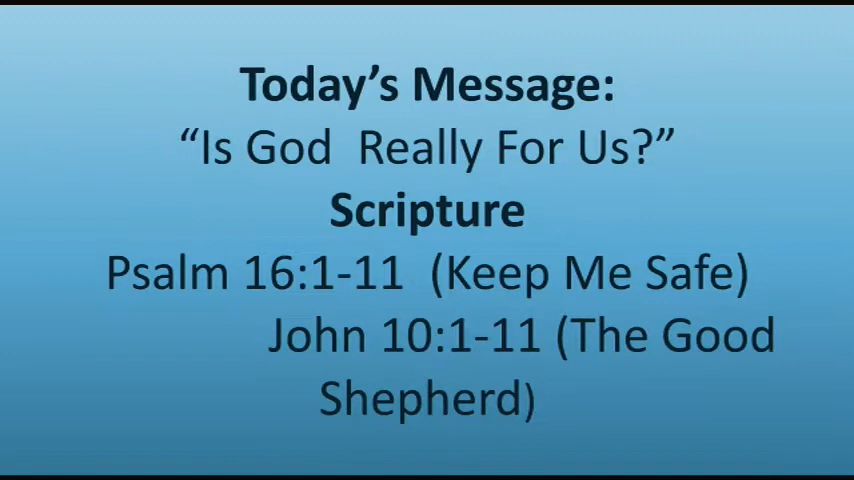 Today’s Message:
“Is God  Really For Us?”
Scripture
Psalm 16:1-11  (Keep Me Safe)
John 10:1-11 (The Good
Shepherd)